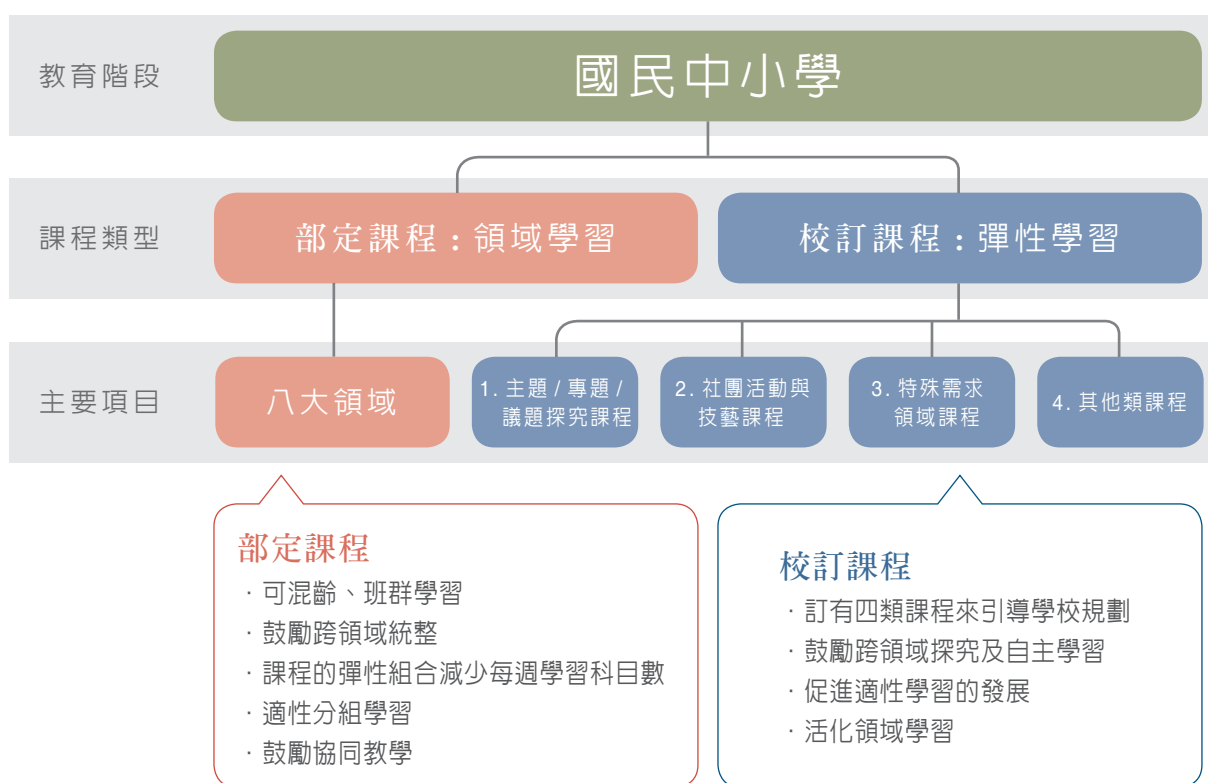 教育階段
國民中小學
課程類型
部定課程：領域學習
校訂課程：彈性學習
主要項目
八大領域
1. 主題 / 專題 /
議題探究課程
2. 社團活動與
技藝課程
3. 特殊需求
領域課程
4. 其他類課程
部定課程
· 可混齡、班群學習
· 鼓勵跨領域統整
· 課程的彈性組合減少每週學習科目數
· 適性分組學習
· 鼓勵協同教學
校訂課程
· 訂有四類課程來引導學校規劃
· 鼓勵跨領域探究及自主學習
· 促進適性學習的發展
· 活化領域學習